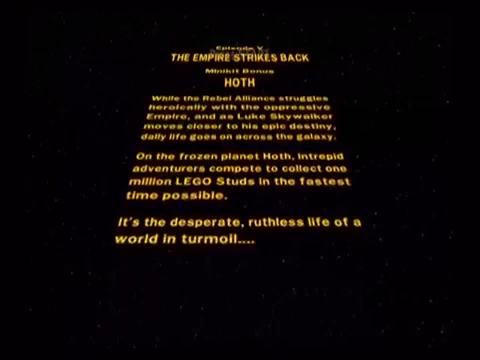 Episode V
THE EMPIRE STRIKES BACK
Minikit Bonus
HOTH
While the Rebel Alliance struggles
heroically with the oppressive
Empire, and as Luke Skywalker
moves closer to his epic destiny,
daily life goes on across the galaxy.
On the frozen planet Hoth, intrepid
adventurers compete to collect one
million LEGO Studs in the fastest
time possible.
It's the desperate, ruthless life of a
world in turmoil....